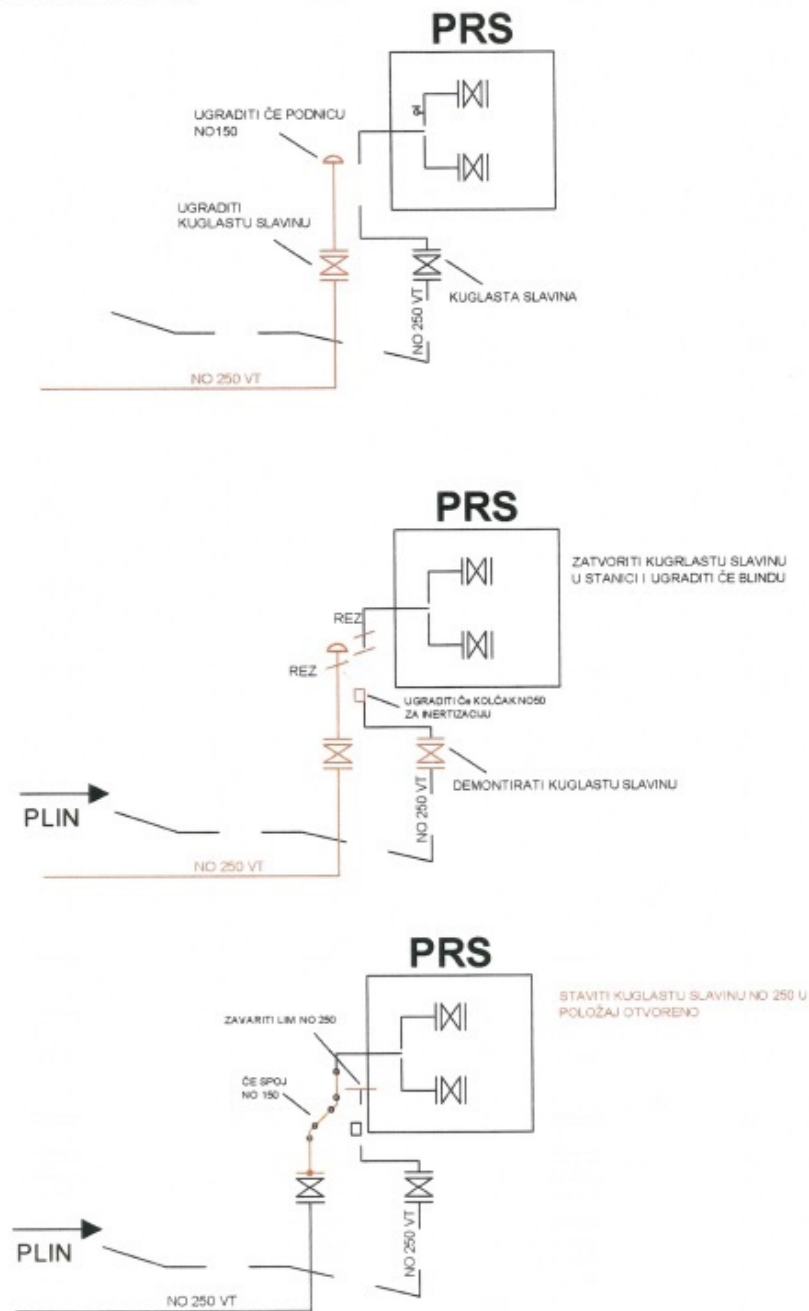 PRS
UGRADITI ČE PODNICU
NO150
UGRADITI
KUGLASTU SLAVINU
KUGLASTA SLAVINA
NO 250 VT
NO 250 VT
PRS
ZATVORITI KUGRLASTU SLAVINU
U STANICI I UGRADITI ČE BLINDU
REZ
REZ
UGRADITI Če KOLČAK NO50
ZA INERTIZACIJU
DEMONTIRATI KUGLASTU SLAVINU
NO 250 VT
PLIN
NO 250 VT
PRS
STAVITI KUGLASTU SLAVINU NO 250 U
POLOŽAJ OTVORENO
ZAVARITI LIM NO 250
ČE SPOJ
NO 150
NO 250 VT
PLIN
NO 250 VT